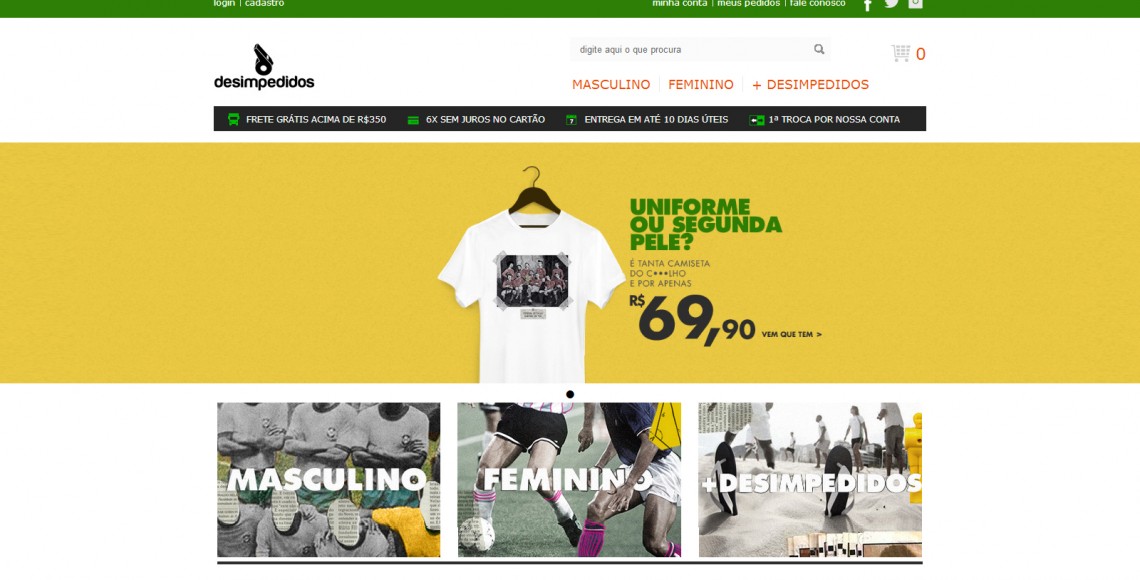 login | cadastro
minha conta | meus pedidos | fale conosco
desimpedidos
digite aqui o que procura
0
MASCULINO | FEMININO | + DESIMPEDIDOS
FRETE GRÁTIS ACIMA DE R$350
6X SEM JUROS NO CARTÃO
ENTREGA EM ATÉ 10 DIAS ÚTEIS
1ª TROCA POR NOSSA CONTA
UNIFORME
OU SEGUNDA
PELE?
É TANTA CAMISETA
DO C•••LHO
E POR APENAS
R$69,90
VEM QUE TEM >
MASCULINO
FEMININO
+DESIMPEDIDOS